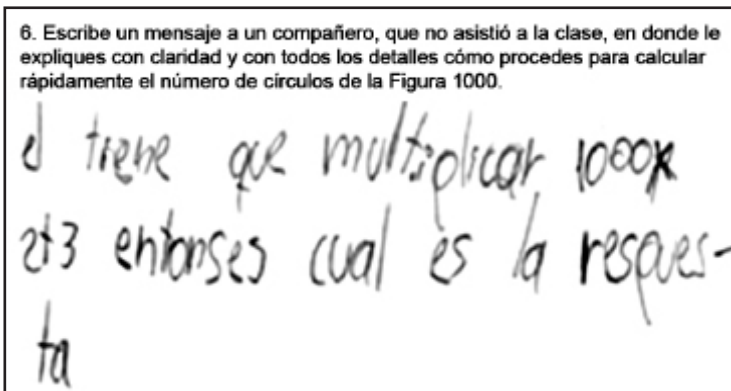 6. Escribe un mensaje a un compañero, que no asistió a la clase, en donde le
expliques con claridad y con todos los detalles cómo procedes para calcular
rápidamente el número de círculos de la Figura 1000.
el tiene que multiplicar 1000x
2+3 entonses cual es la respues-
ta